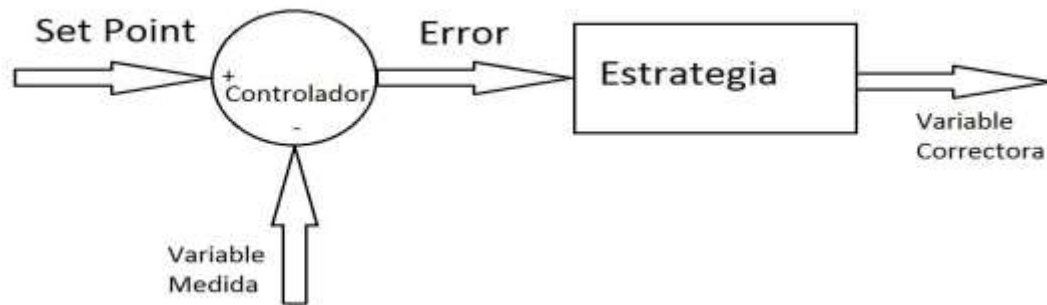 Set Point
Error
+
Controlador
-
Estrategia
Variable
Correctora
Variable
Medida